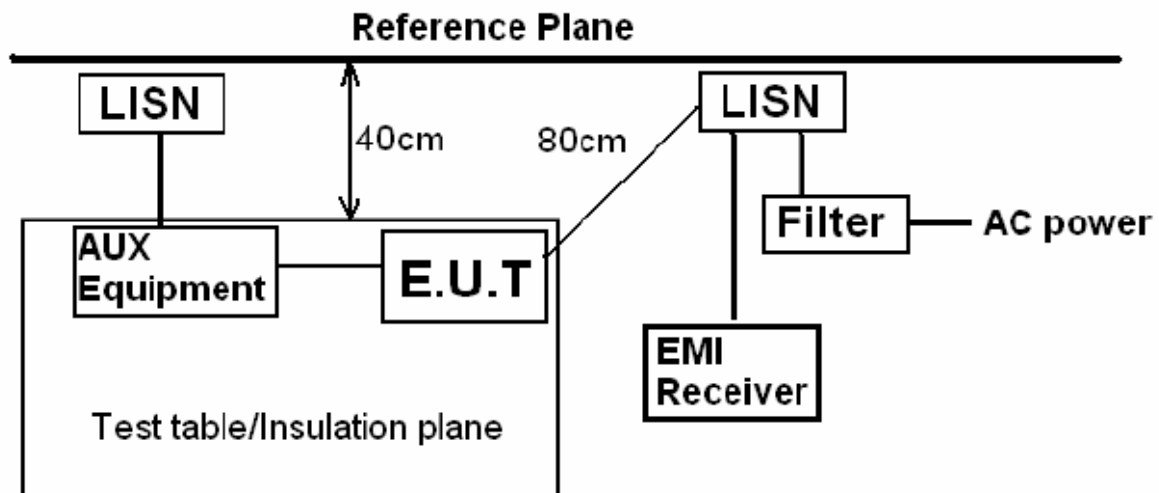 Reference Plane
LISN
40cm
80cm
LISN
Filter
AC power
AUX
Equipment
E.U.T
EMI
Receiver
Test table/Insulation plane